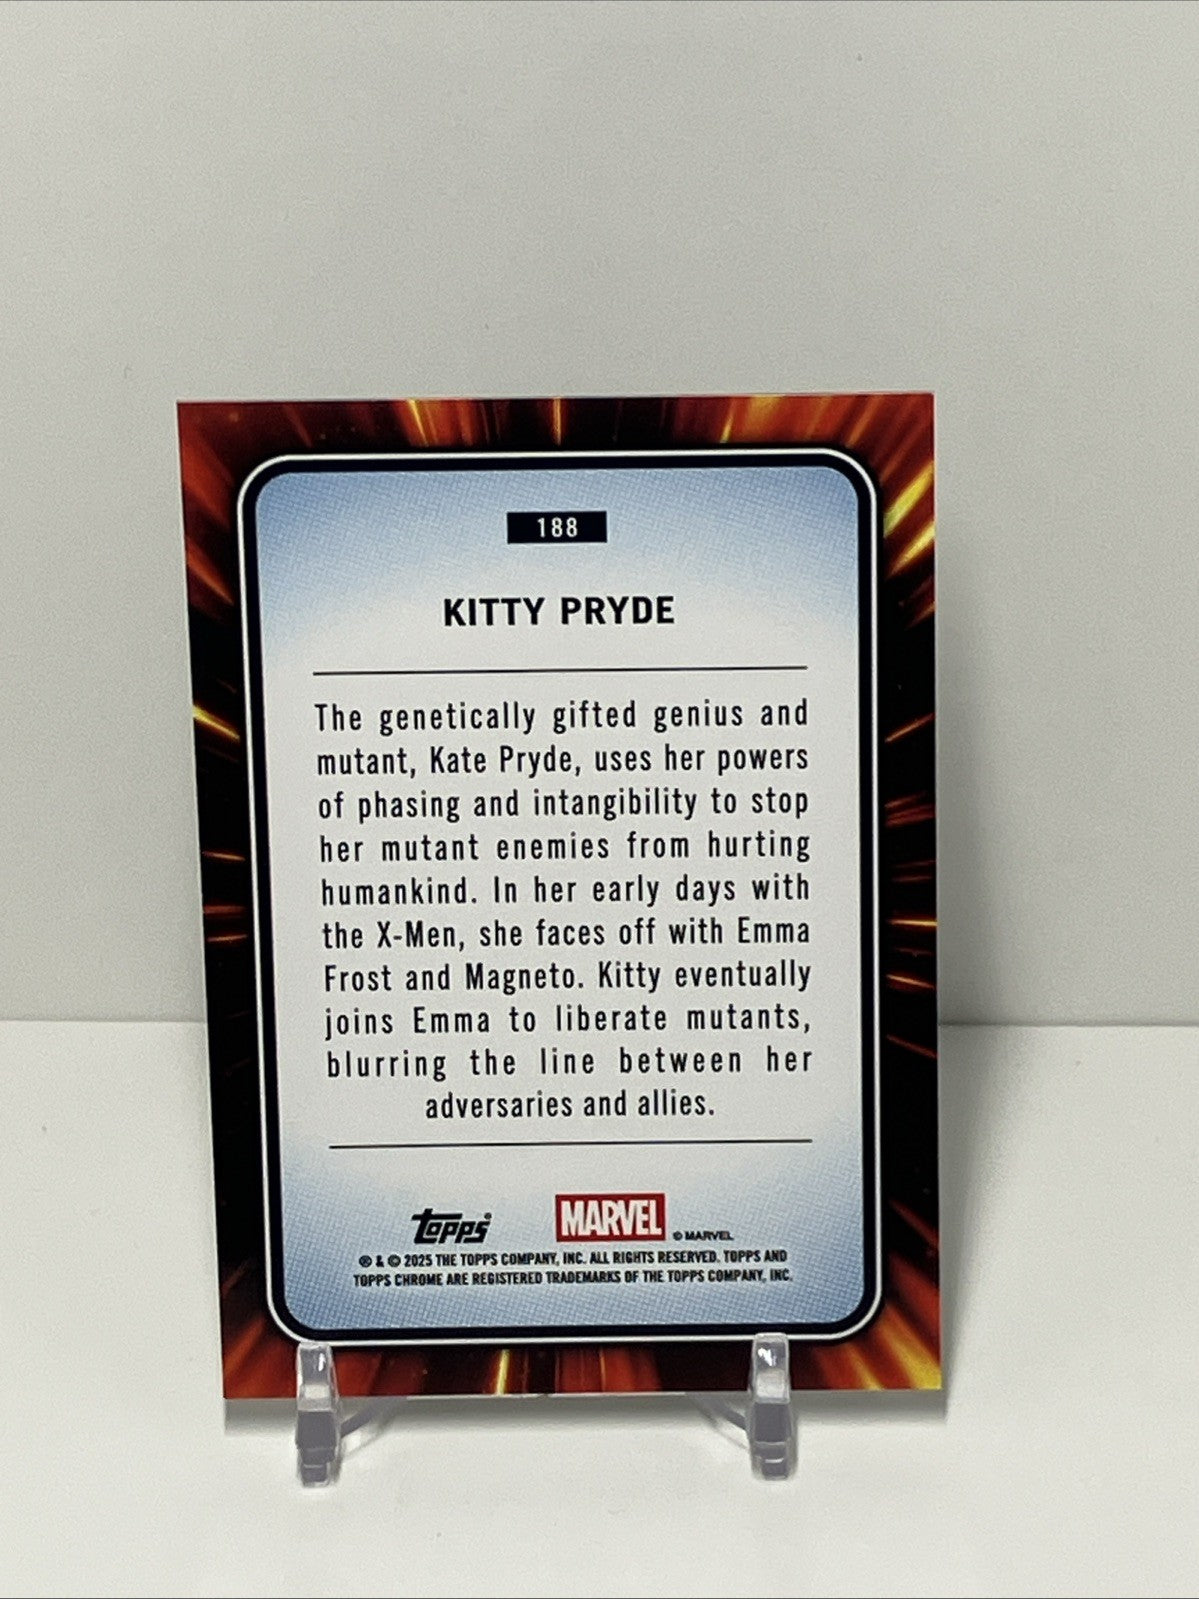 188
KITTY PRYDE
The genetically gifted genius and
mutant, Kate Pryde, uses her powers
of phasing and intangibility to stop
her mutant enemies from hurting
humankind. In her early days with
the X-Men, she faces off with Emma
Frost and Magneto. Kitty eventually
joins Emma to liberate mutants,
blurring the line between her
adversaries and allies.
Topps® MARVEL © MARVEL
® & © 2025 THE TOPPS COMPANY, INC. ALL RIGHTS RESERVED. TOPPS AND
TOPPS CHROME ARE REGISTERED TRADEMARKS OF THE TOPPS COMPANY, INC.